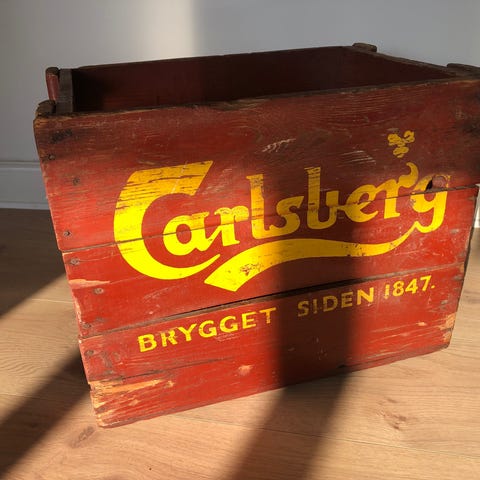 Carlsberg
BRYGGET SIDEN 1847.